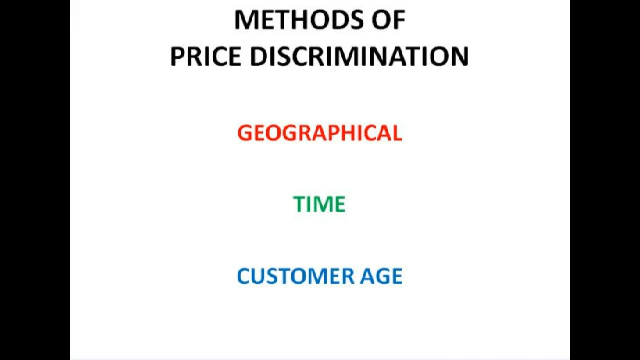 METHODS OF
PRICE DISCRIMINATION
GEOGRAPHICAL
TIME
CUSTOMER AGE